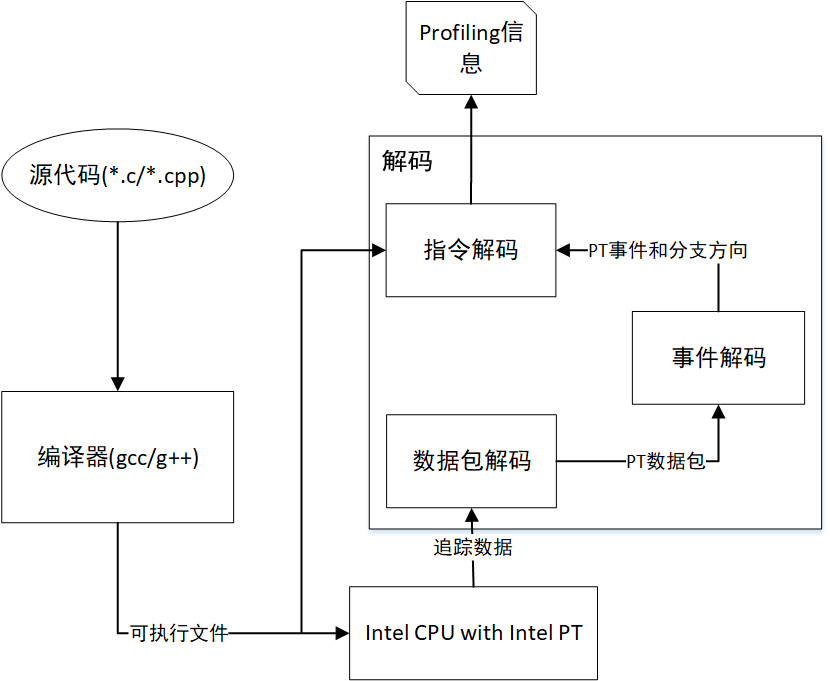 Profiling信
息
解码
源代码(*.c/*.cpp)
指令解码
PT事件和分支方向
事件解码
编译器(gcc/g++)
数据包解码
PT数据包
追踪数据
可执行文件
Intel CPU with Intel PT